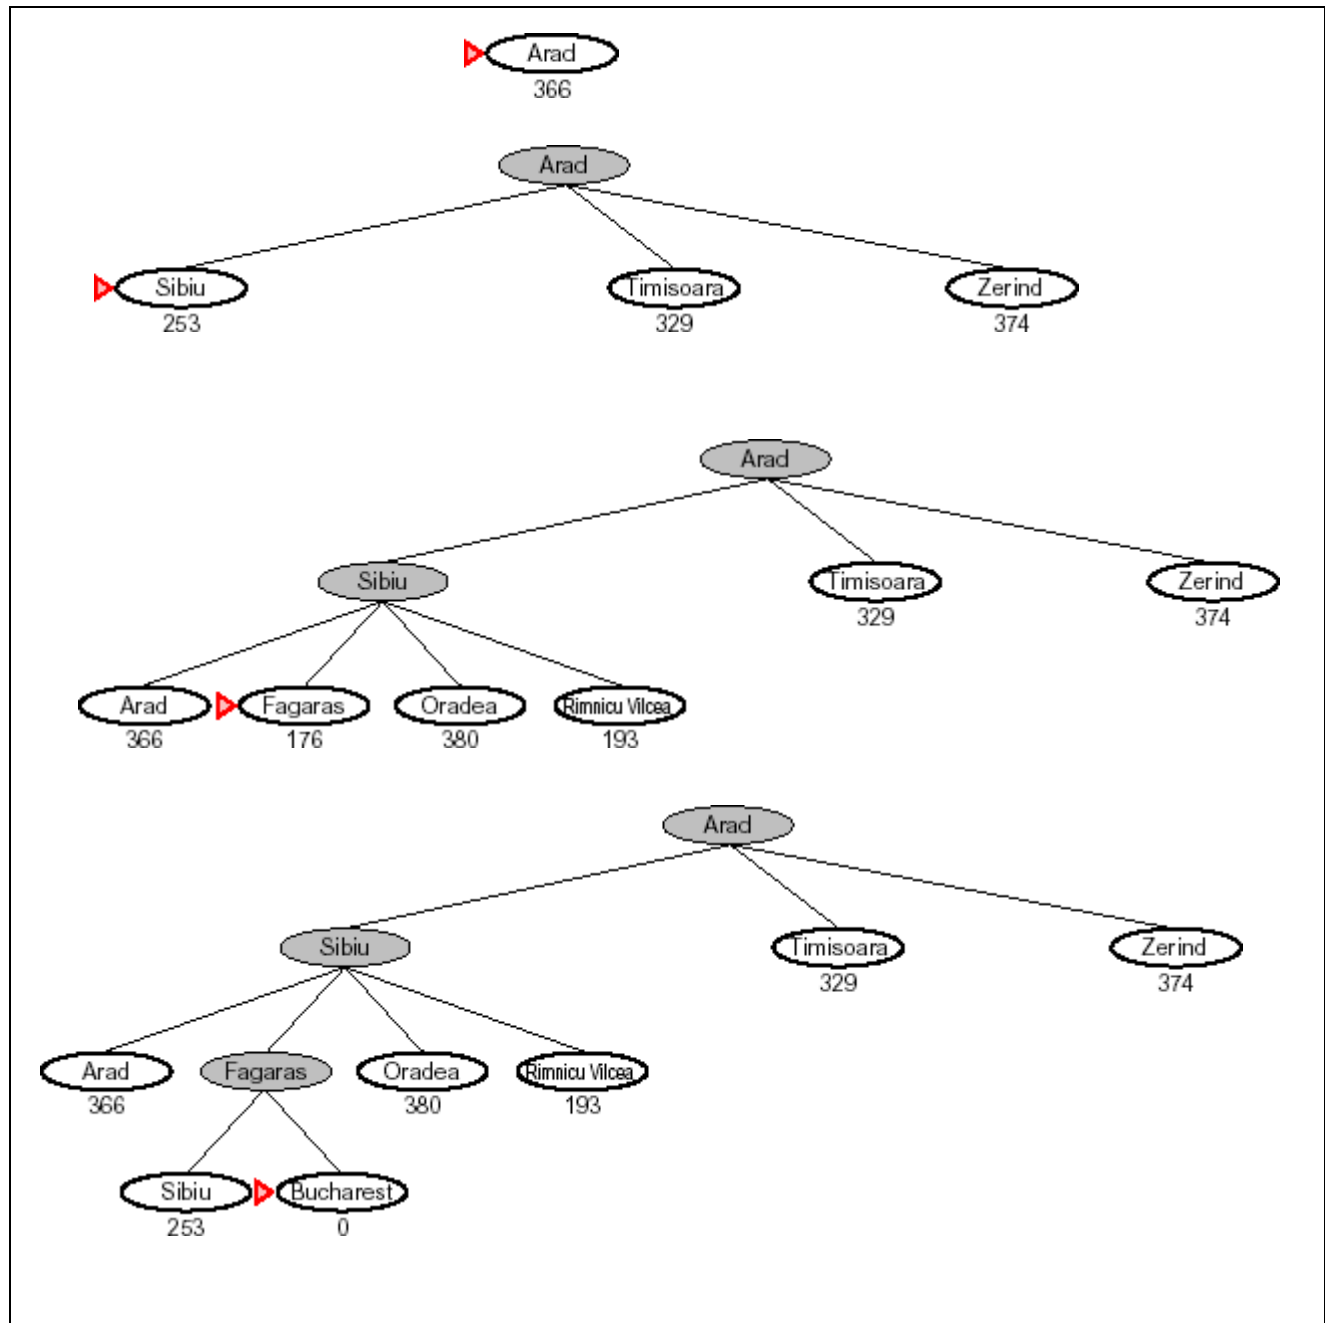 Arad
366
Arad
Sibiu Timisoara Zerind
253 329 374
Arad
Sibiu Timisoara Zerind
329 374
Arad Fagaras Oradea Rimnicu Vilcea
366 176 380 193
Arad
Sibiu Timisoara Zerind
329 374
Arad Fagaras Oradea Rimnicu Vilcea
366 380 193
Sibiu Bucharest
253 0